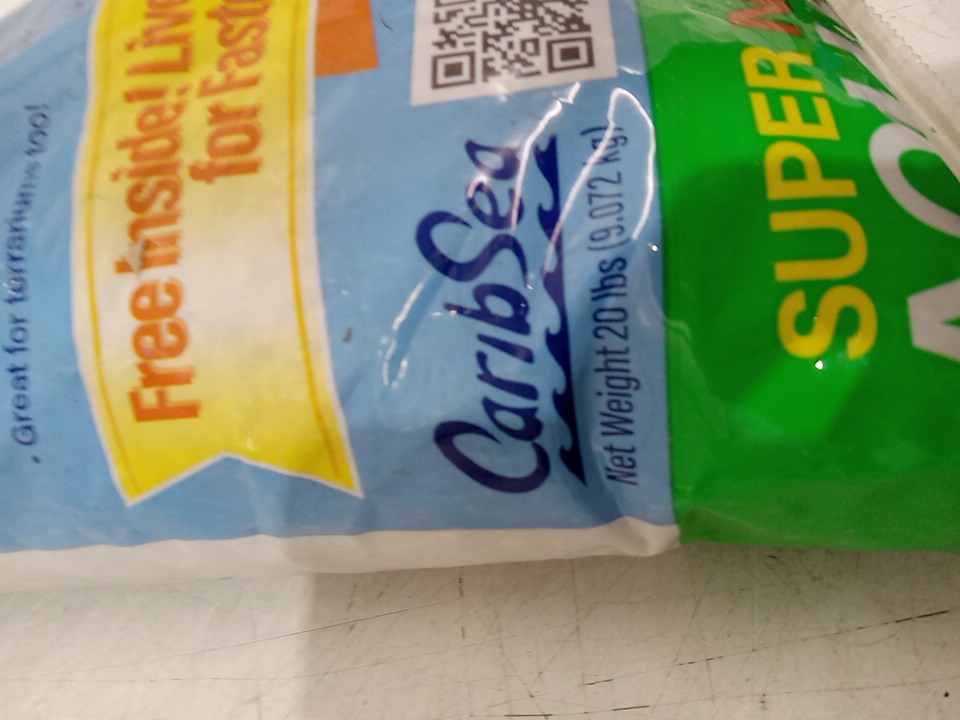 · Great for terrariums too!
Free Inside! Live
for Fast
CaribSea
Net Weight 20 lbs (9.072 kg)
SUPER